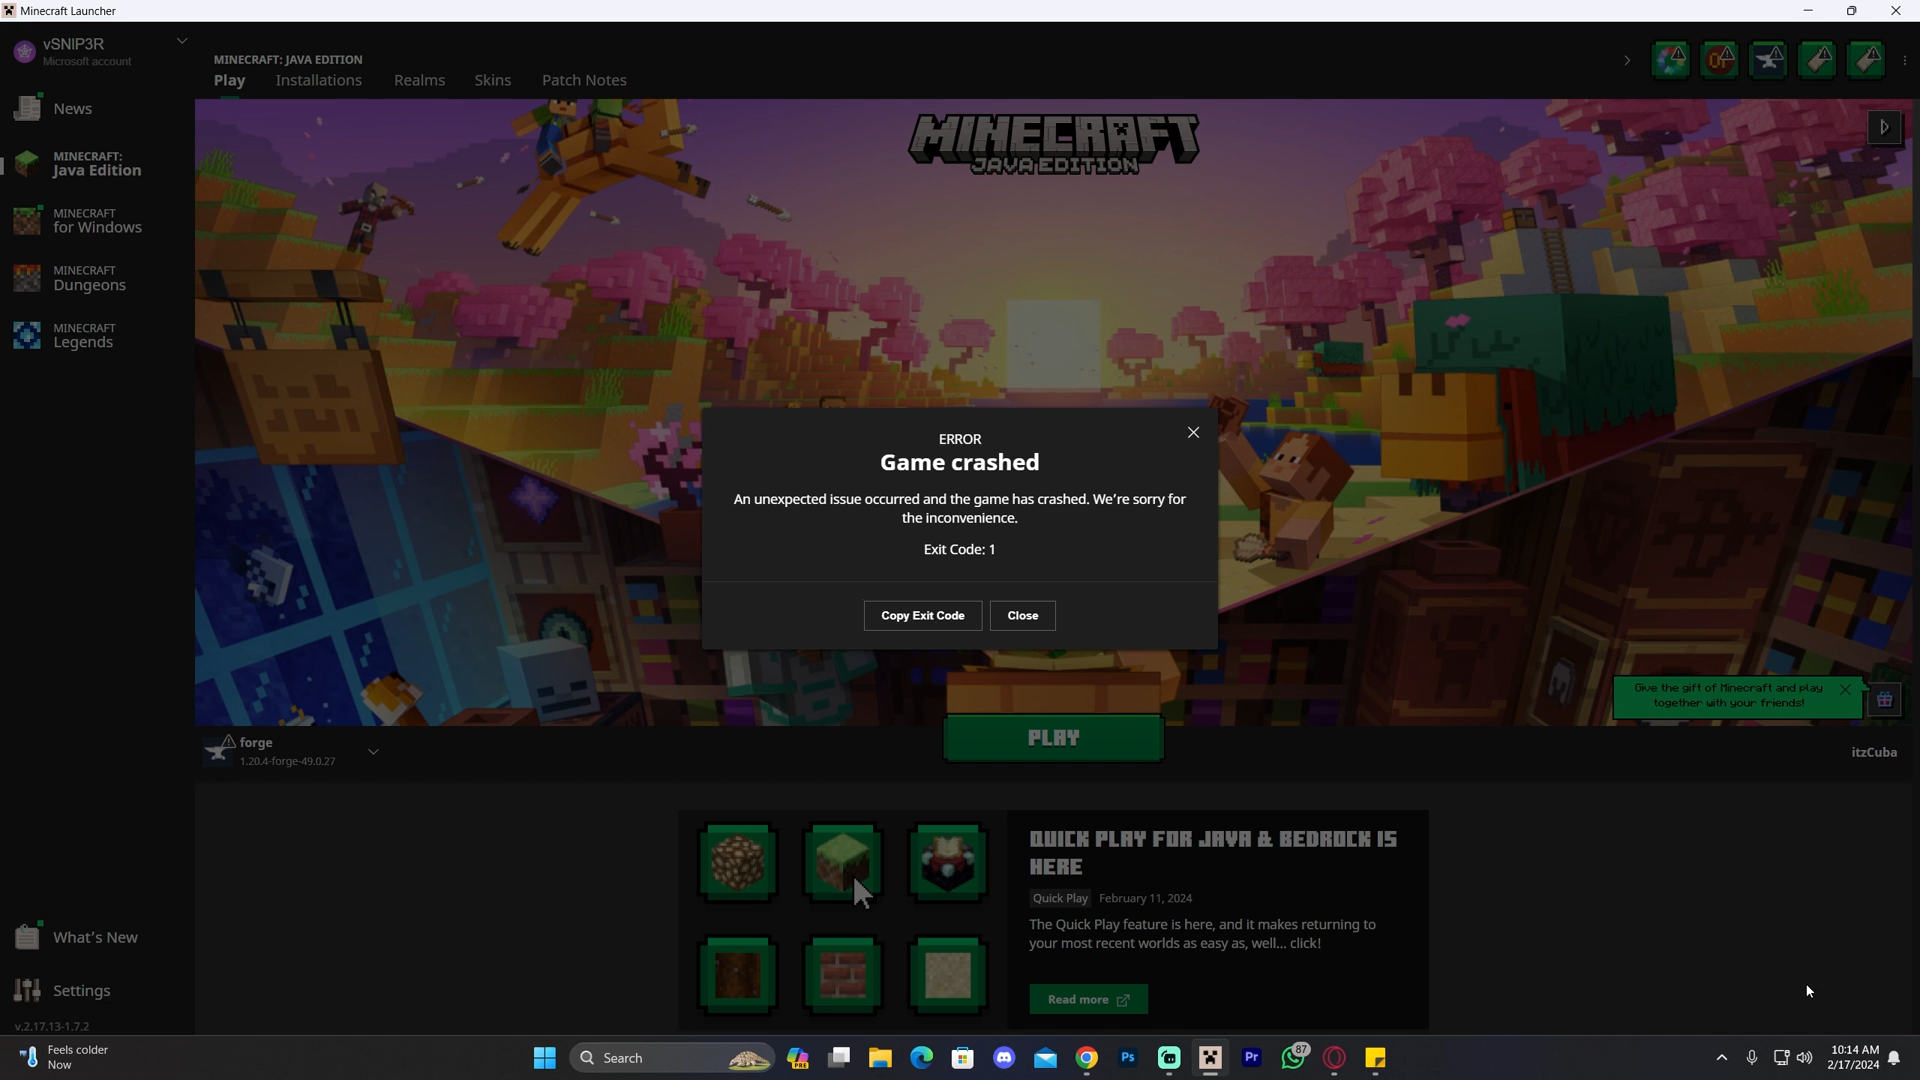 Minecraft Launcher
vSNIP3R
Microsoft account
News
MINECRAFT:
Java Edition
MINECRAFT
for Windows
MINECRAFT
Dungeons
MINECRAFT
Legends
What's New
Settings
v.2.17.13-1.7.2
MINECRAFT: JAVA EDITION
Play Installations Realms Skins Patch Notes
MINECRAFT
JAVA EDITION
ERROR
Game crashed
An unexpected issue occurred and the game has crashed. We're sorry for
the inconvenience.
Exit Code: 1
Copy Exit Code Close
Give the gift of Minecraft and play
together with your friends!
forge
1.20.4-forge-49.0.27
PLAY
itzCuba
QUICK PLAY FOR JAVA & BEDROCK IS
HERE
Quick Play February 11, 2024
The Quick Play feature is here, and it makes returning to
your most recent worlds as easy as, well... click!
Read more
Feels colder
Now
Search
PRE
Ps
Pr
87
10:14 AM
2/17/2024